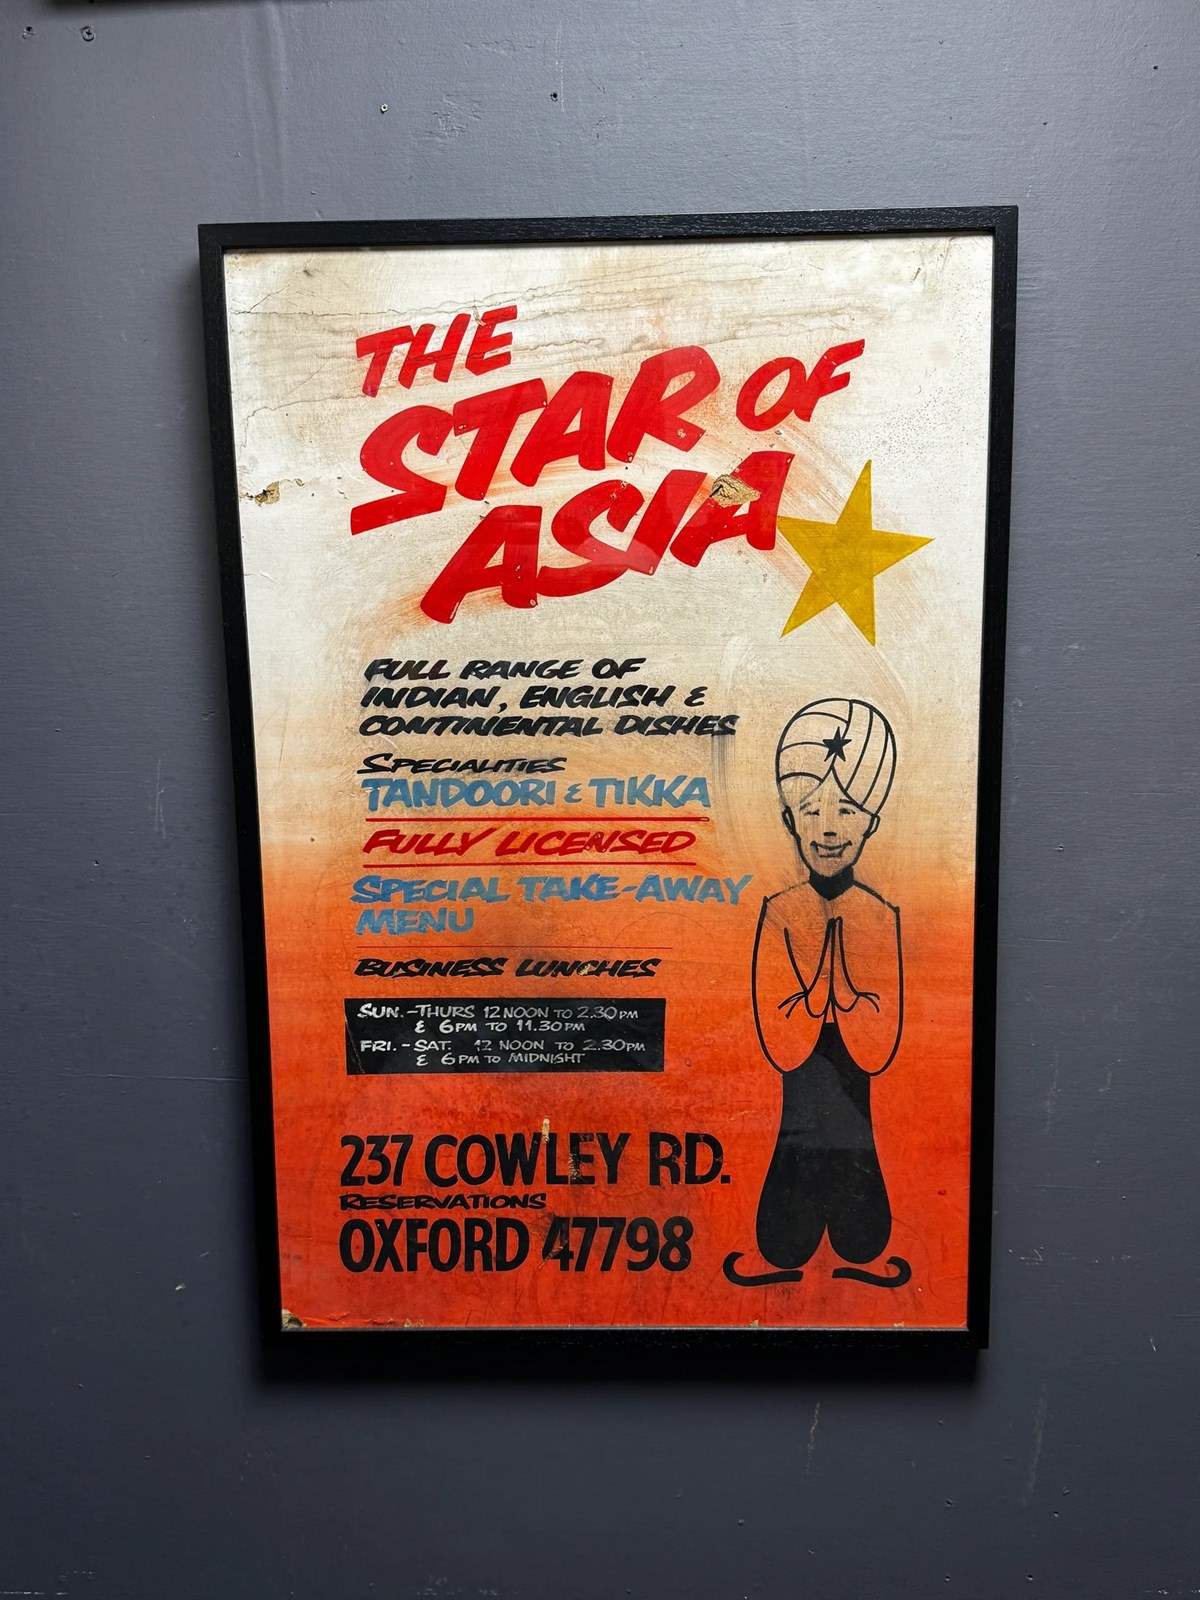 THE
STAR OF
ASIA
FULL RANGE OF
INDIAN, ENGLISH &
CONTINENTAL DISHES
SPECIALITIES
TANDOORI & TIKKA
FULLY LICENSED
SPECIAL TAKE-AWAY
MENU
BUSINESS LUNCHES
SUN.-THURS 12 NOON TO 2.30PM
& 6PM TO 11.30PM
FRI.-SAT. 12 NOON TO 2.30PM
& 6PM TO MIDNIGHT
237 COWLEY RD.
RESERVATIONS
OXFORD 47798